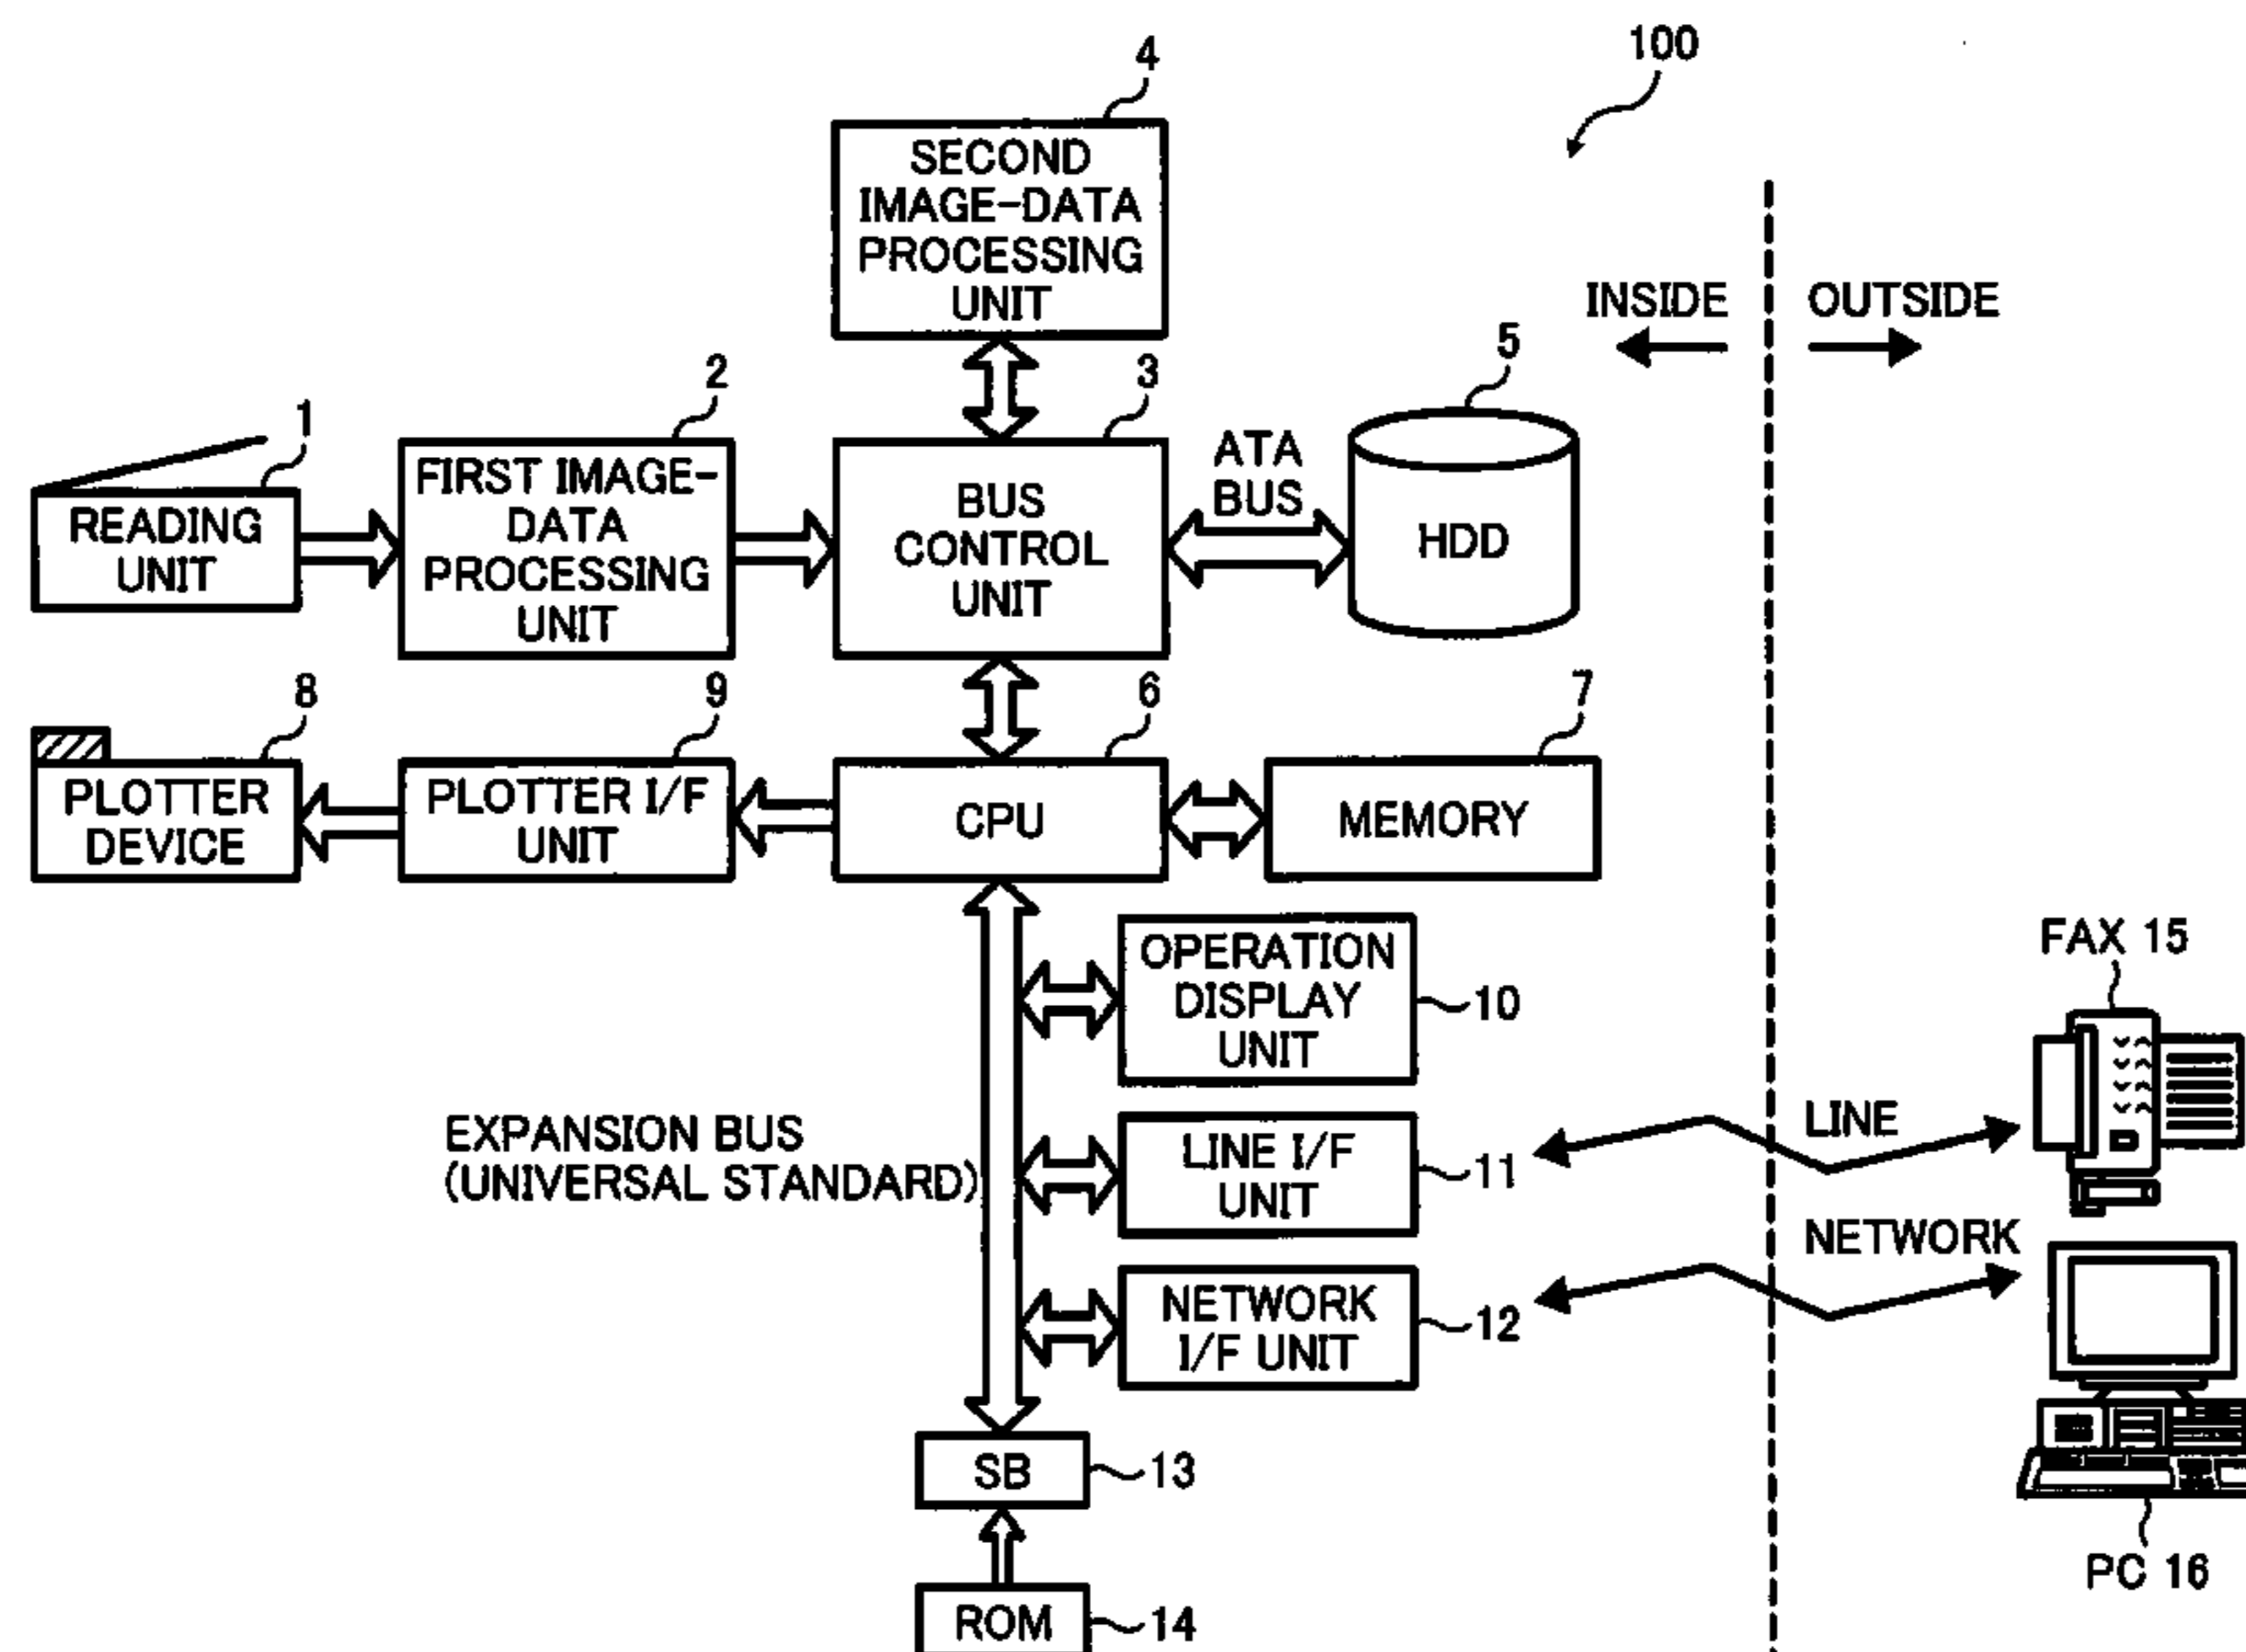 100
4
SECOND
IMAGE-DATA
PROCESSING
UNIT
INSIDE
OUTSIDE
1
READING
UNIT
2
FIRST IMAGE-
DATA
PROCESSING
UNIT
3
BUS
CONTROL
UNIT
ATA
BUS
5
HDD
8
PLOTTER
DEVICE
9
PLOTTER I/F
UNIT
6
CPU
7
MEMORY
OPERATION
DISPLAY
UNIT
10
FAX 15
EXPANSION BUS
(UNIVERSAL STANDARD)
LINE I/F
UNIT
11
LINE
NETWORK
I/F UNIT
12
NETWORK
SB
13
PC 16
ROM
14